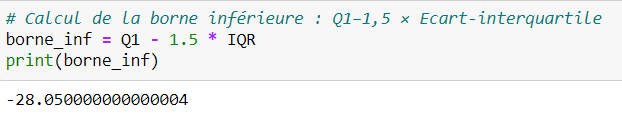 # Calcul de la borne inférieure : Q1–1,5 × Ecart-interquartile
borne_inf = Q1 - 1.5 * IQR
print(borne_inf)
-28.050000000000004